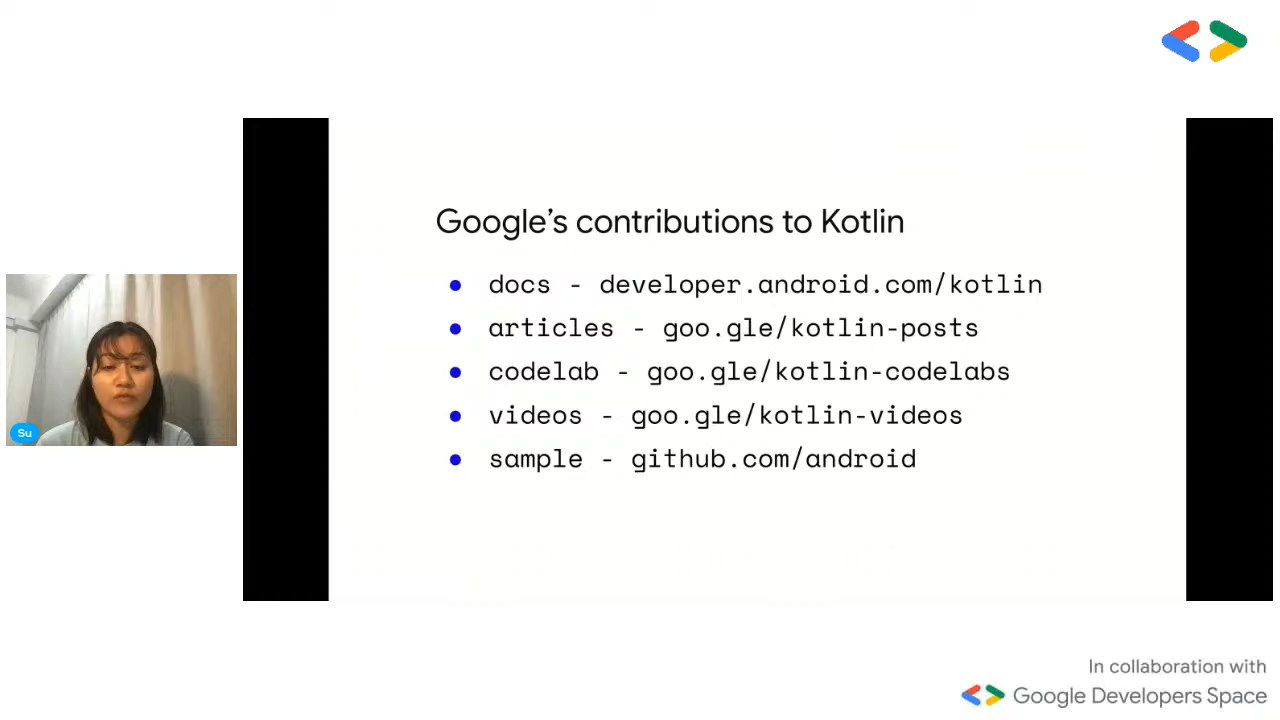 Google's contributions to Kotlin
● docs - developer.android.com/kotlin
● articles - goo.gle/kotlin-posts
● codelab - goo.gle/kotlin-codelabs
● videos - goo.gle/kotlin-videos
● sample - github.com/android
Su
In collaboration with
Google Developers Space